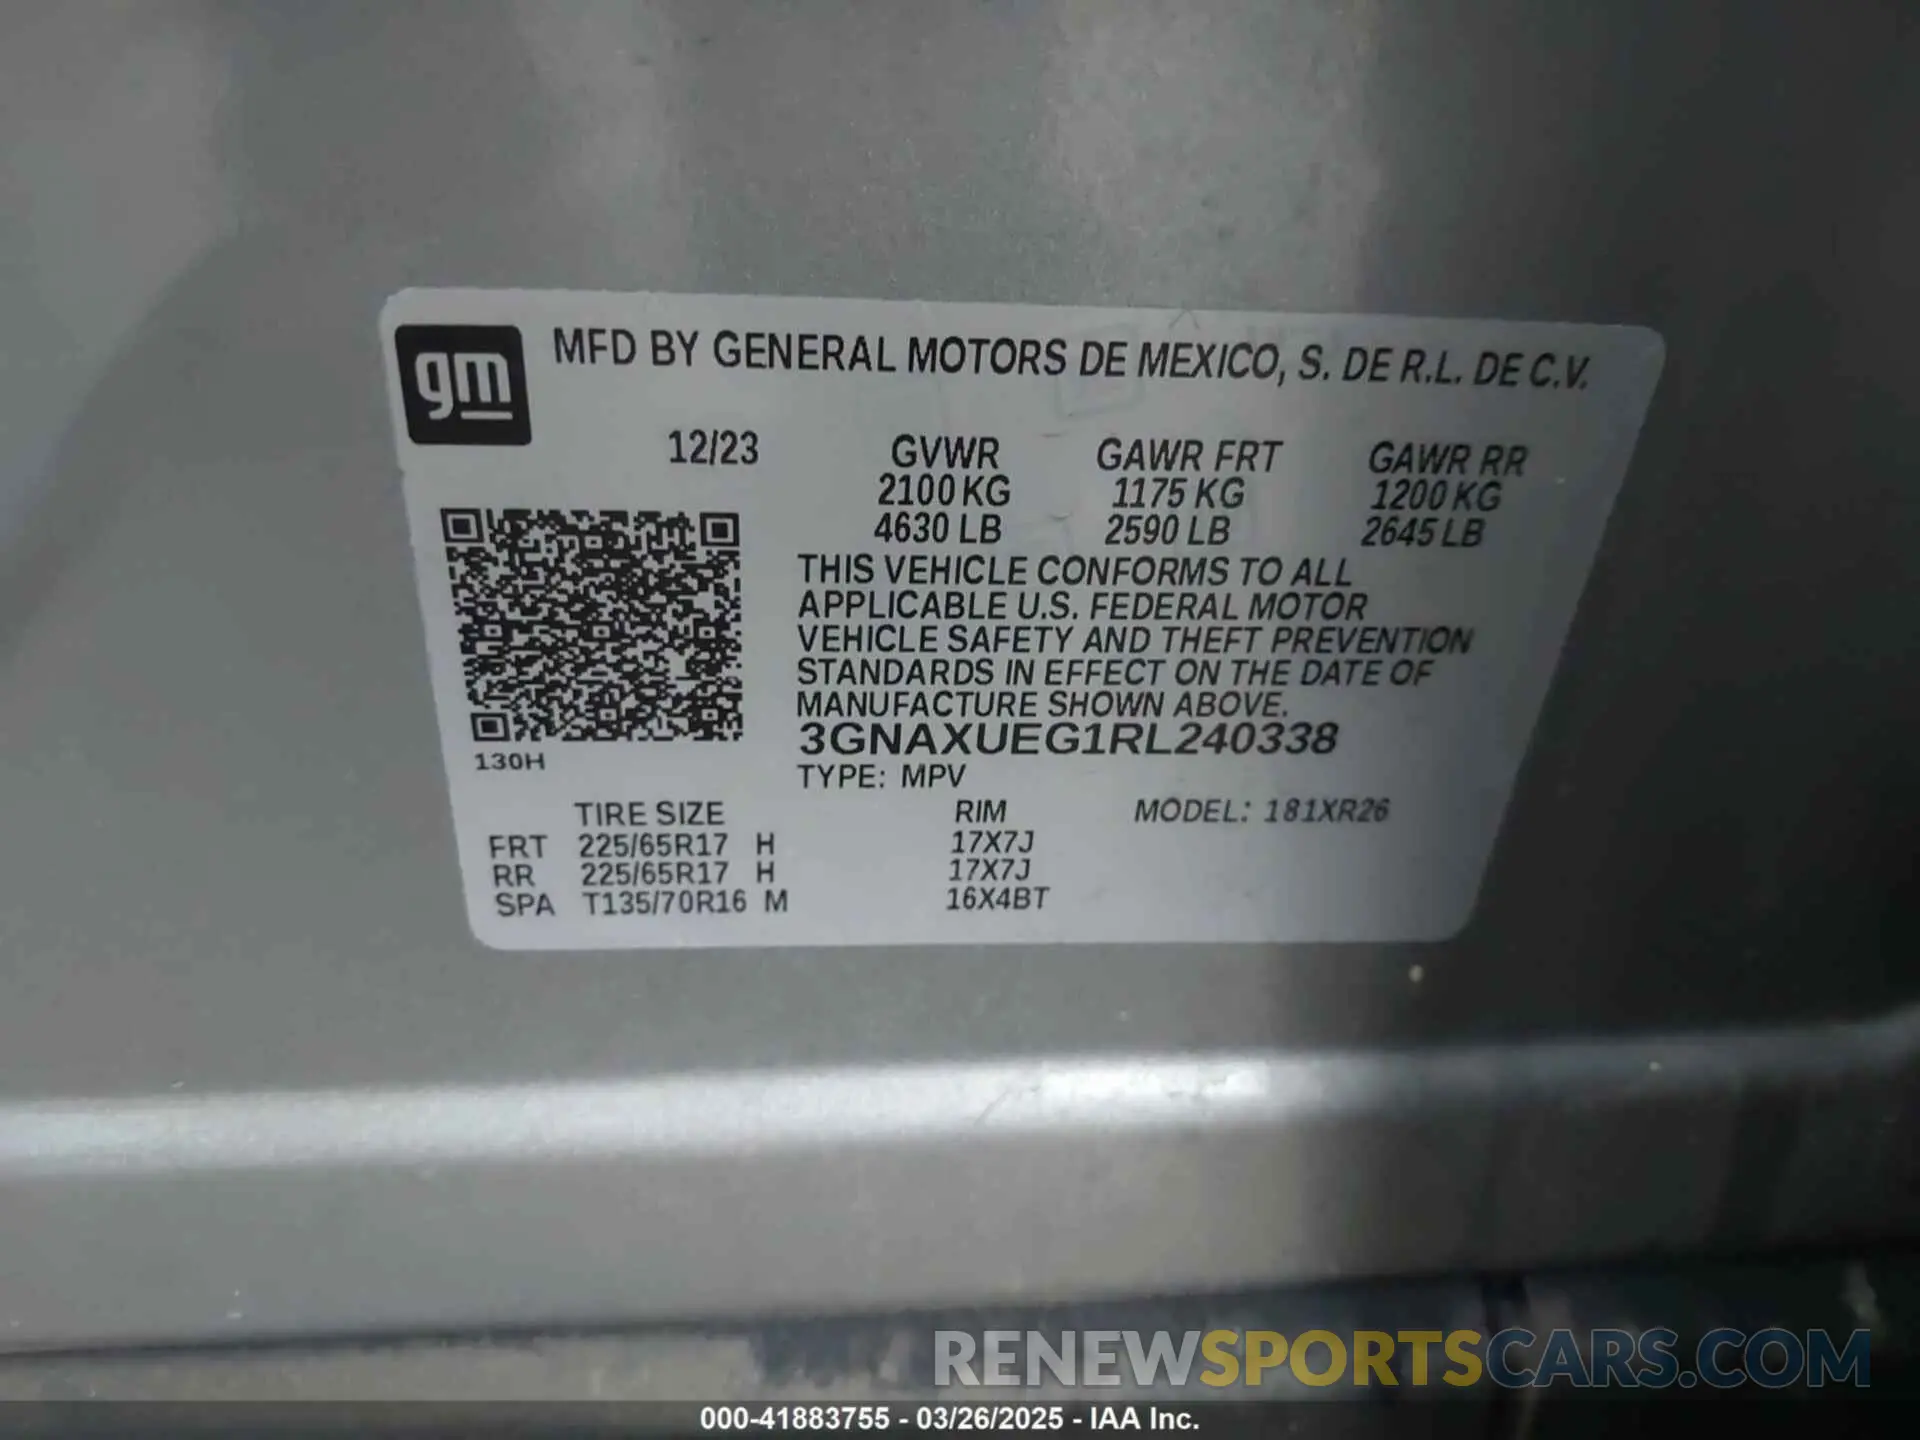 gm
MFD BY GENERAL MOTORS DE MEXICO, S. DE R.L. DE C.V.
12/23 GVWR GAWR FRT GAWR RR
2100 KG 1175 KG 1200 KG
4630 LB 2590 LB 2645 LB
THIS VEHICLE CONFORMS TO ALL
APPLICABLE U.S. FEDERAL MOTOR
VEHICLE SAFETY AND THEFT PREVENTION
STANDARDS IN EFFECT ON THE DATE OF
MANUFACTURE SHOWN ABOVE.
3GNAXUEG1RL240338
130H
TYPE: MPV
TIRE SIZE RIM MODEL: 181XR26
FRT 225/65R17 H 17X7J
RR 225/65R17 H 17X7J
SPA T135/70R16 M 16X4BT
RENEWSPORTSCARS.COM
000-41883755 - 03/26/2025 - IAA Inc.